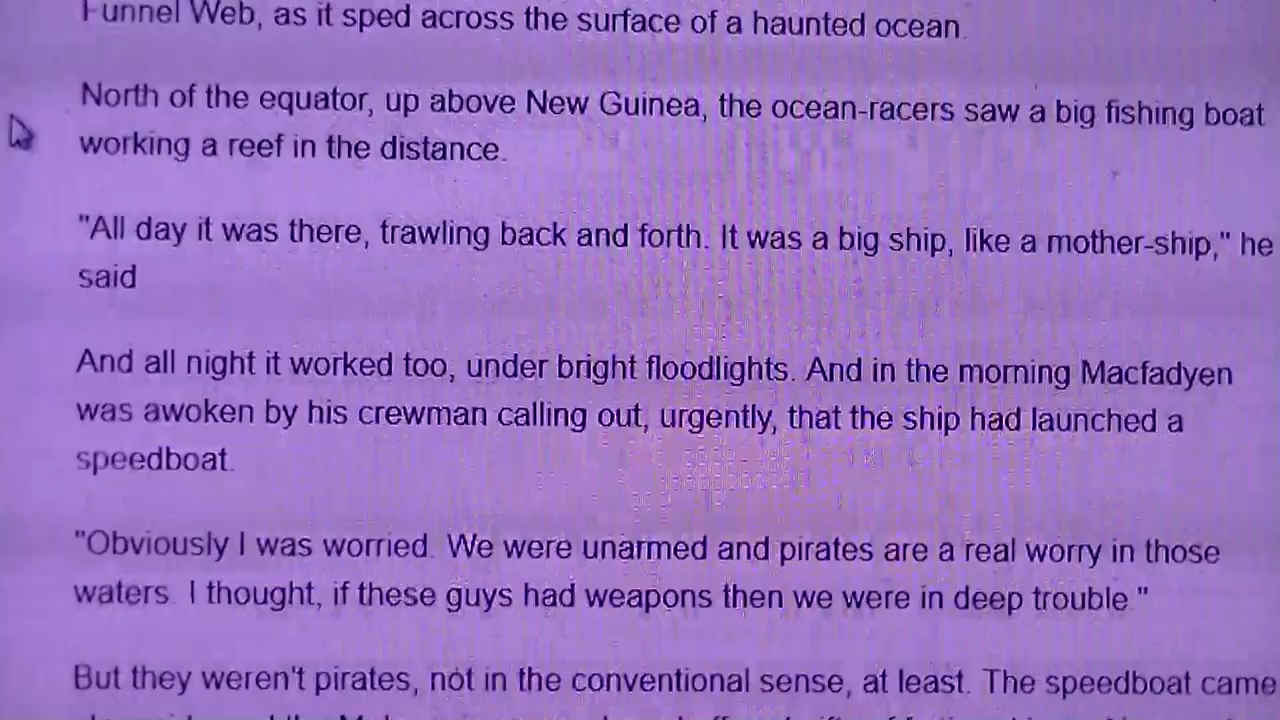 Funnel Web, as it sped across the surface of a haunted ocean.
North of the equator, up above New Guinea, the ocean-racers saw a big fishing boat
working a reef in the distance.
"All day it was there, trawling back and forth. It was a big ship, like a mother-ship," he
said
And all night it worked too, under bright floodlights. And in the morning Macfadyen
was awoken by his crewman calling out, urgently, that the ship had launched a
speedboat.
"Obviously I was worried. We were unarmed and pirates are a real worry in those
waters. I thought, if these guys had weapons then we were in deep trouble."
But they weren't pirates, not in the conventional sense, at least. The speedboat came